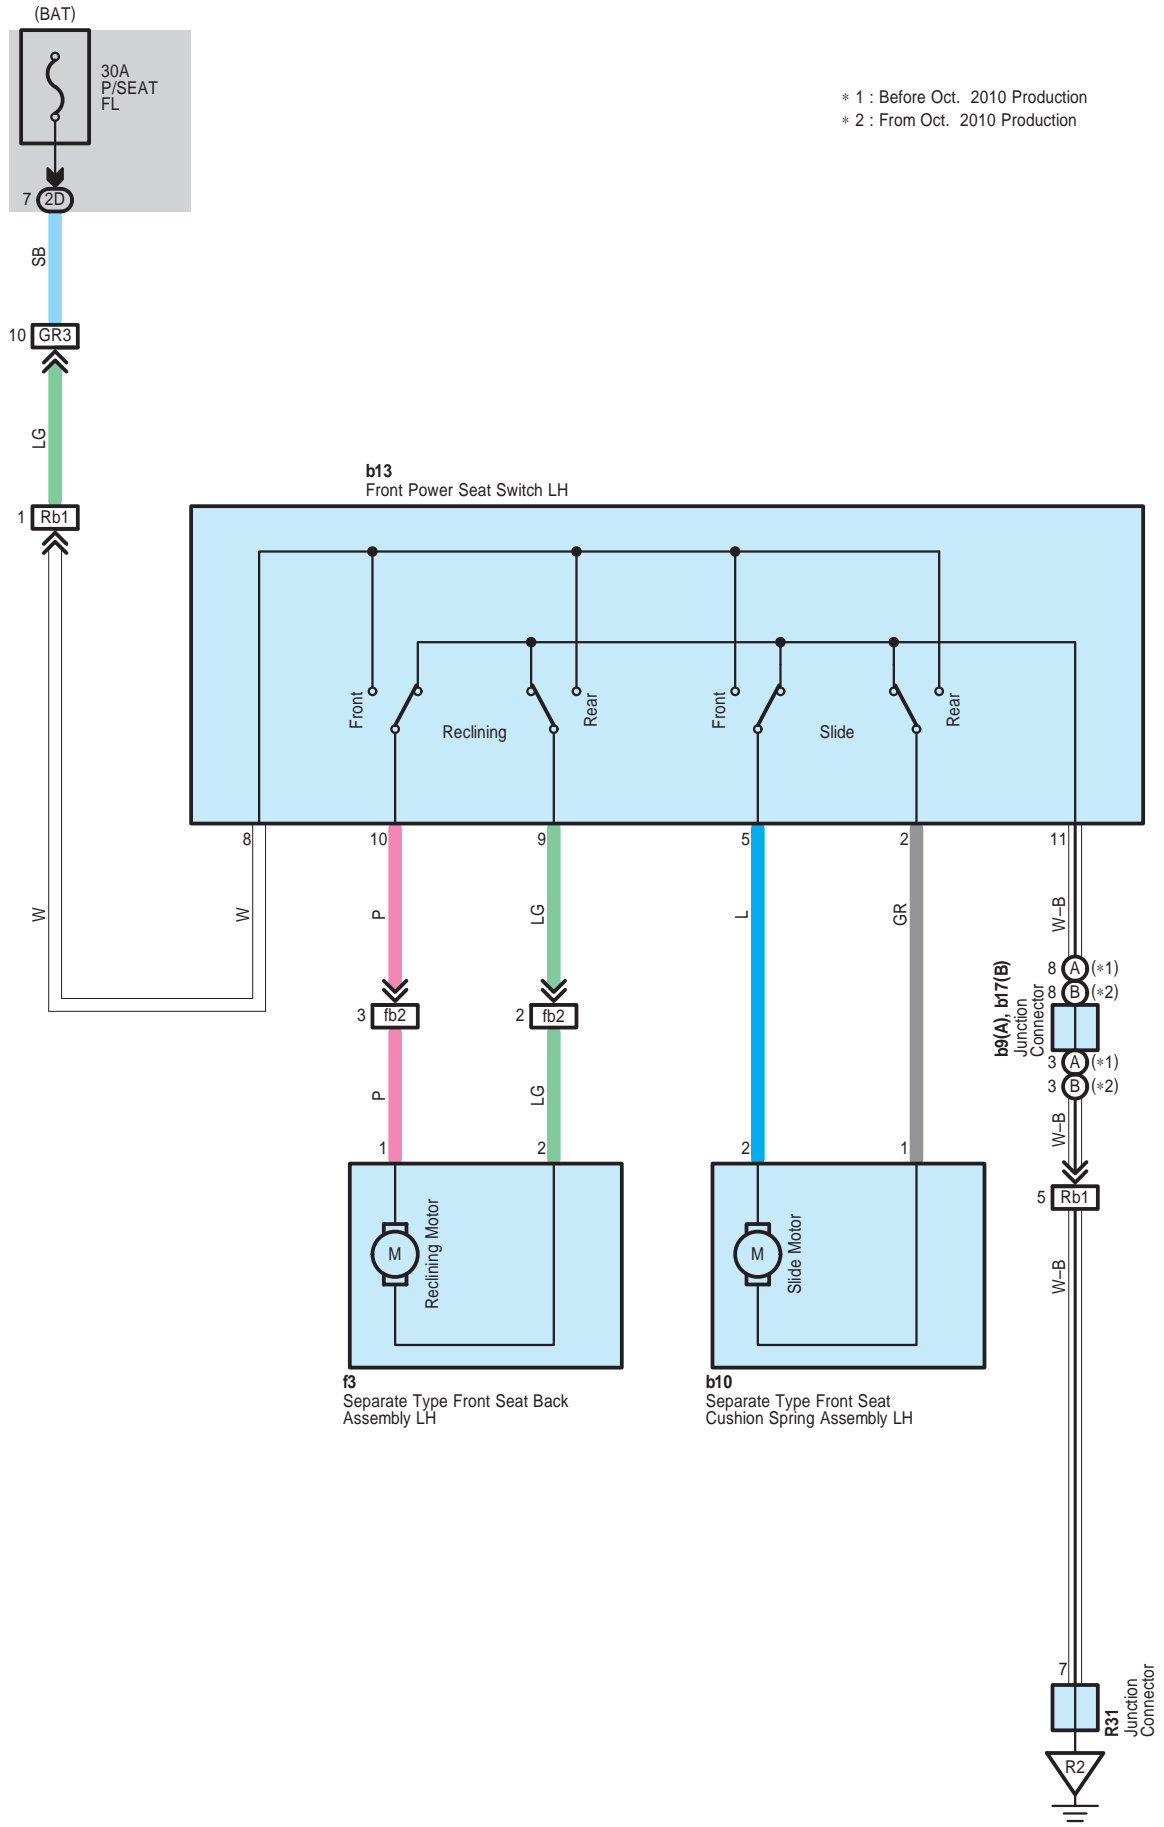 (BAT)
30A
P/SEAT
FL
7 2D
∗ 1 : Before Oct. 2010 Production
∗ 2 : From Oct. 2010 Production
SB
10 GR3
LG
1 Rb1
b13
Front Power Seat Switch LH
Front
Reclining
Rear
Front
Slide
Rear
8
10
9
5
2
11
W
W
P
LG
L
GR
W–B
8 A (∗1)
8 B (∗2)
b9(A), b17(B)
Junction
Connector
3 A (∗1)
3 B (∗2)
3 fb2
2 fb2
P
LG
W–B
1
2
2
1
5 Rb1
M
Reclining Motor
M
Slide Motor
W–B
f3
Separate Type Front Seat Back
Assembly LH
b10
Separate Type Front Seat
Cushion Spring Assembly LH
7
R31
Junction
Connector
R2